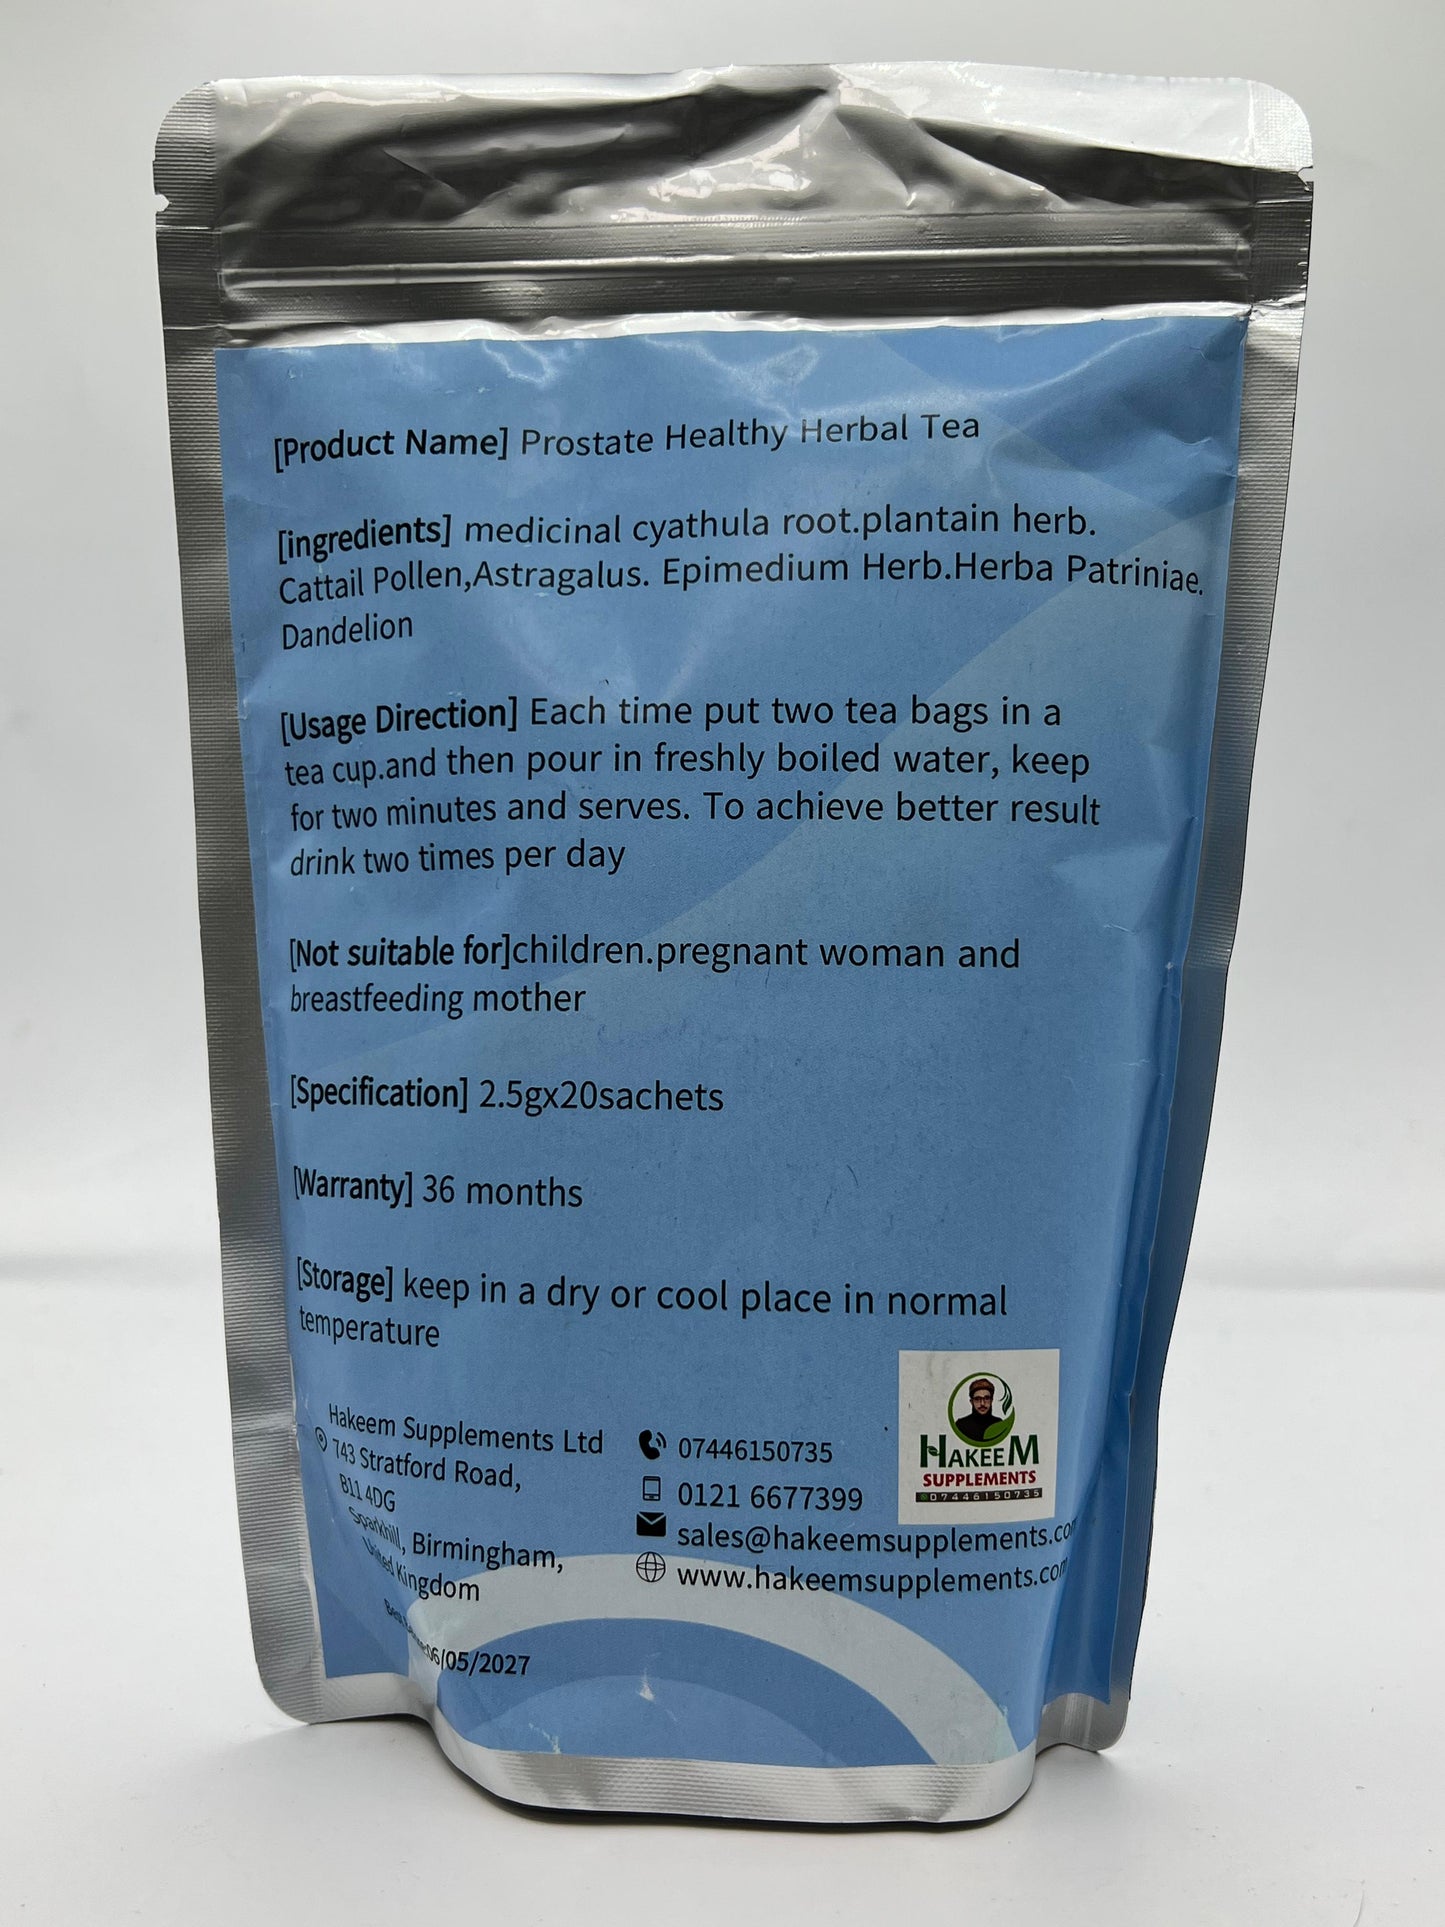 [Product Name] Prostate Healthy Herbal Tea
[ingredients] medicinal cyathula root.plantain herb.
Cattail Pollen,Astragalus. Epimedium Herb.Herba Patriniae.
Dandelion
[Usage Direction] Each time put two tea bags in a
tea cup.and then pour in freshly boiled water, keep
for two minutes and serves. To achieve better result
drink two times per day
[Not suitable for]children.pregnant woman and
breastfeeding mother
[Specification] 2.5gx20sachets
[Warranty] 36 months
[Storage] keep in a dry or cool place in normal
temperature
Hakeem Supplements Ltd
743 Stratford Road,
B11 4DG
Sparkhill, Birmingham,
United Kingdom
06/05/2027
07446150735
0121 6677399
sales@hakeemsupplements.com
www.hakeemsupplements.com
HAKEEM
SUPPLEMENTS
07446150735